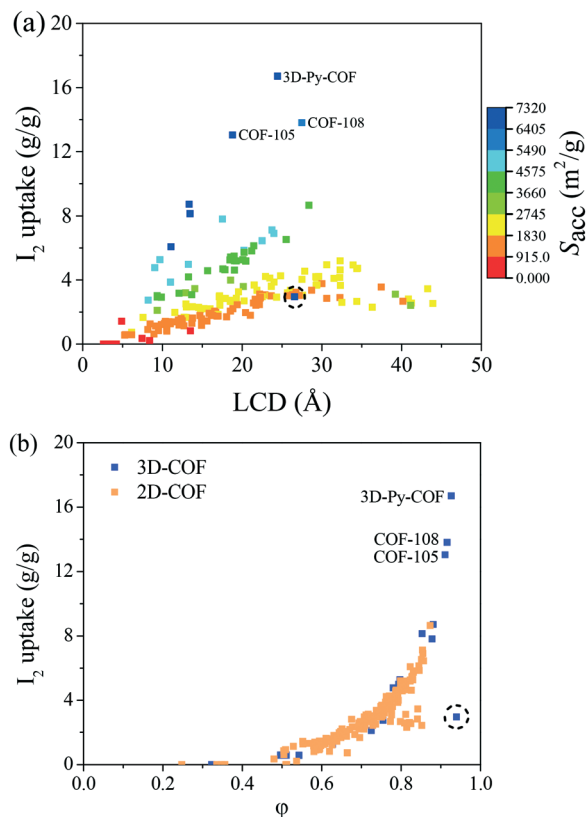 (a)
20
16
12
8
4
0
I₂ uptake (g/g)
3D-Py-COF
COF-108
COF-105
0 10 20 30 40 50
LCD (Å)
7320
6405
5490
4575
3660
2745
1830
915.0
0.000
Sacc (m²/g)
(b)
20
16
12
8
4
0
I₂ uptake (g/g)
3D-COF
2D-COF
3D-Py-COF
COF-108
COF-105
0.0 0.2 0.4 0.6 0.8 1.0
φ